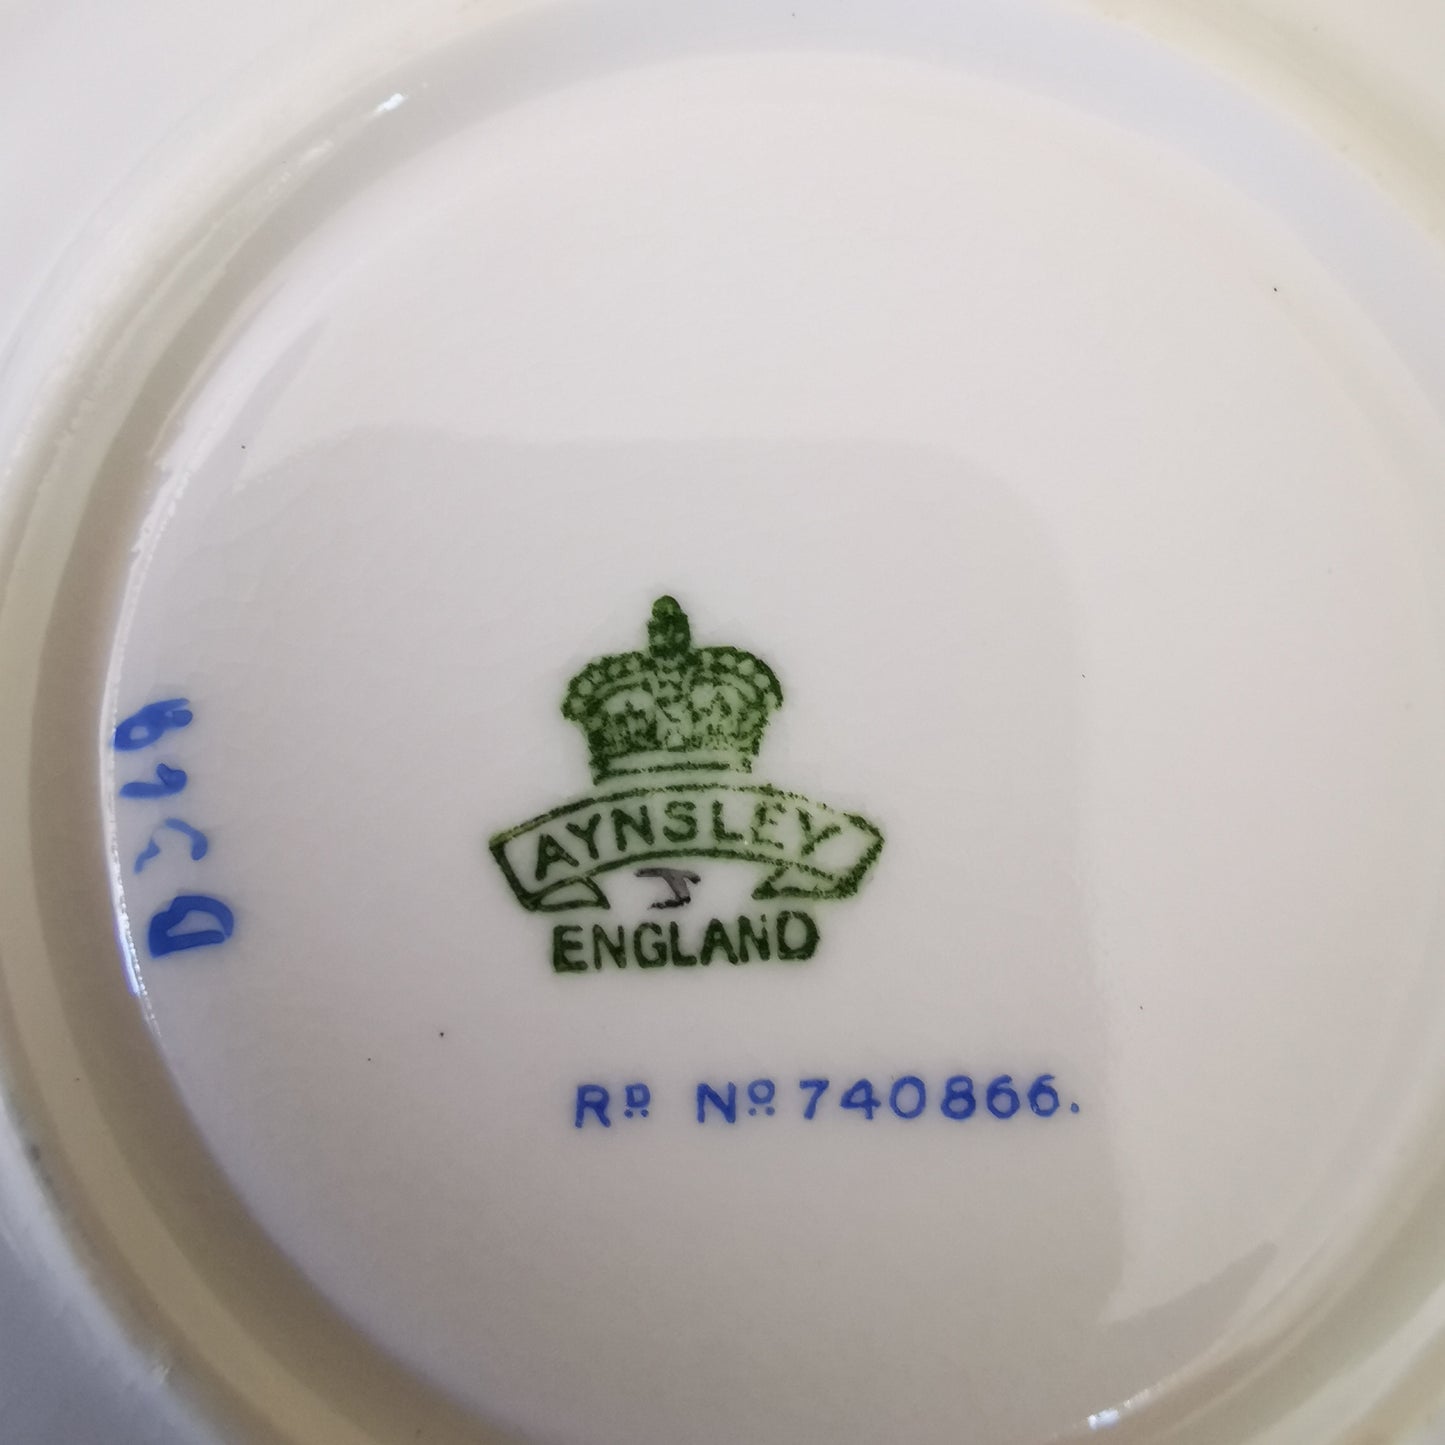 AYNSLEY
ENGLAND
RD No 740866.